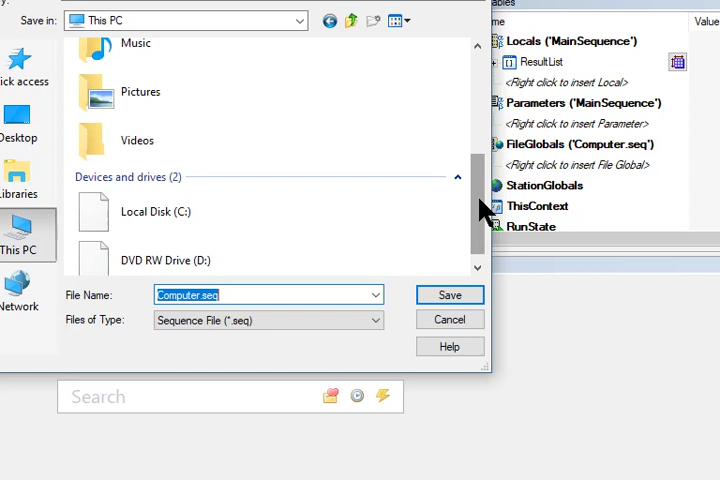 Save in:
This PC
Music
Pictures
Videos
Devices and drives (2)
Local Disk (C:)
DVD RW Drive (D:)
ick access
Desktop
ibraries
This PC
Network
File Name:
Computer.seq
Save
Files of Type:
Sequence File (*.seq)
Cancel
Help
Search
ables
me
Value
Locals ('MainSequence')
ResultList
<Right click to insert Local>
Parameters ('MainSequence')
<Right click to insert Parameter>
FileGlobals ('Computer.seq')
<Right click to insert File Global>
StationGlobals
ThisContext
RunState